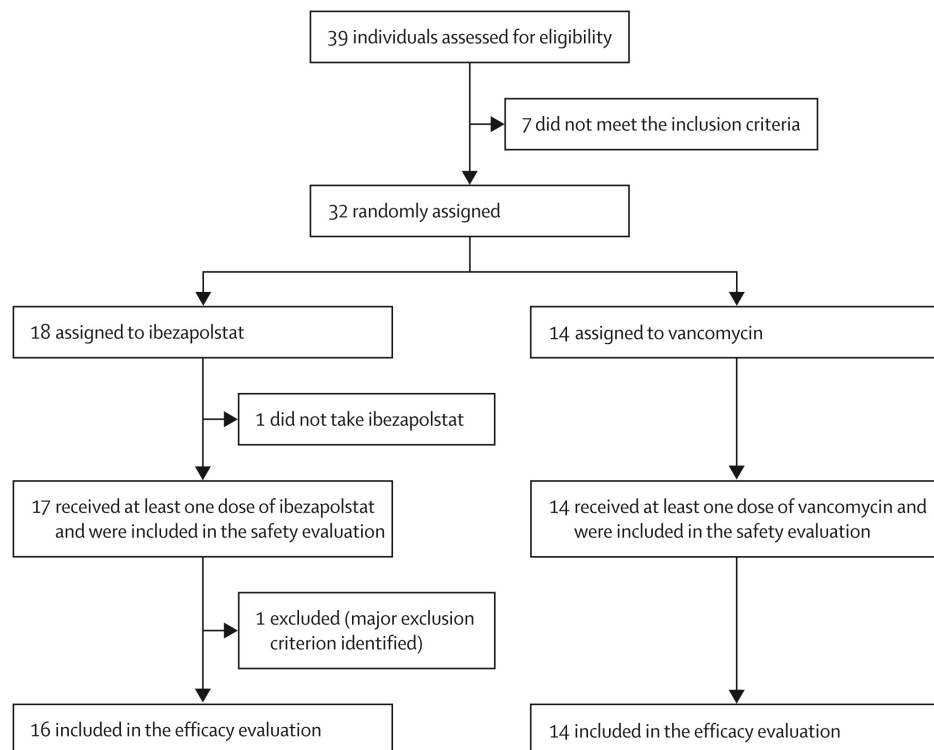 39 individuals assessed for eligibility
7 did not meet the inclusion criteria
32 randomly assigned
18 assigned to ibezapolstat
14 assigned to vancomycin
1 did not take ibezapolstat
17 received at least one dose of ibezapolstat
and were included in the safety evaluation
14 received at least one dose of vancomycin and
were included in the safety evaluation
1 excluded (major exclusion
criterion identified)
16 included in the efficacy evaluation
14 included in the efficacy evaluation